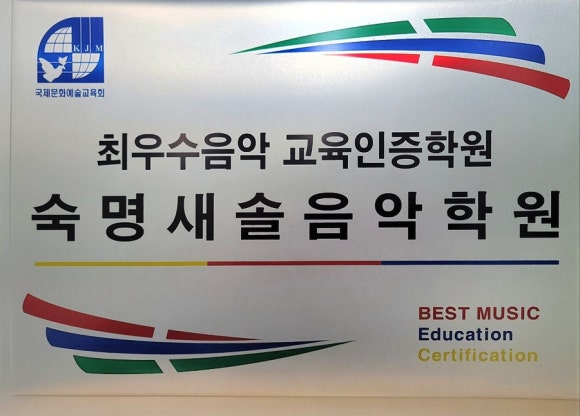 KJM
국제문화예술교육회
최우수음악 교육인증학원
숙명새솔음악학원
BEST MUSIC
Education
Certification